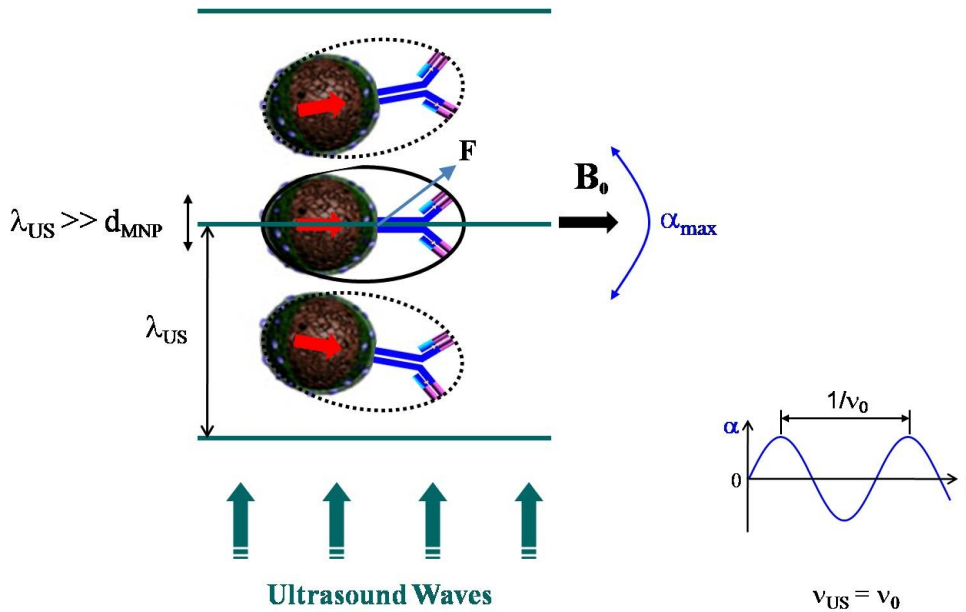 F
B₀
λUS >> dMNP
αmax
λUS
1/ν₀
α
0
Ultrasound Waves
νUS = ν₀